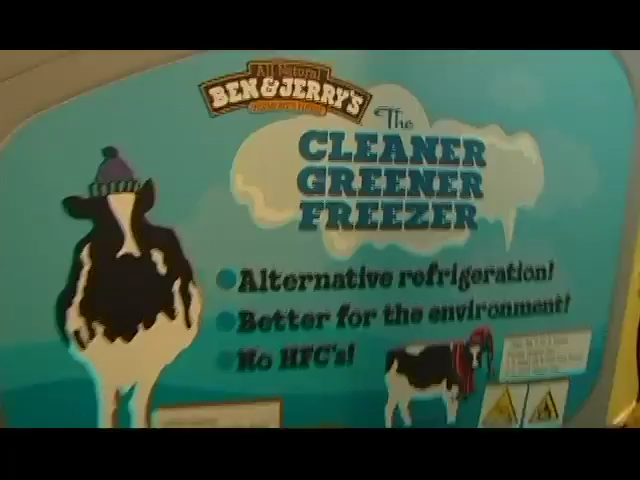 All Natural
BEN & JERRY'S
The
CLEANER
GREENER
FREEZER
Alternative refrigeration!
Better for the environment!
No HFC's!